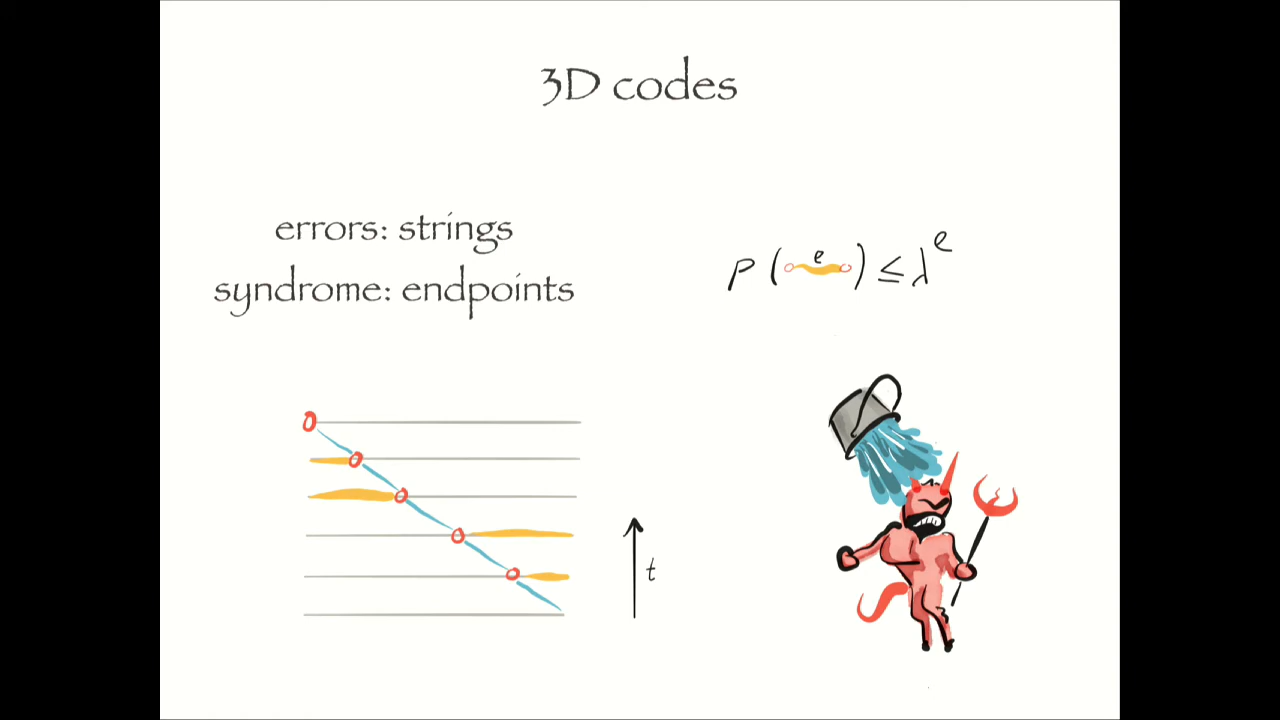 3D codes
errors: strings
syndrome: endpoints
P ( e ) ≤ λ^e
t